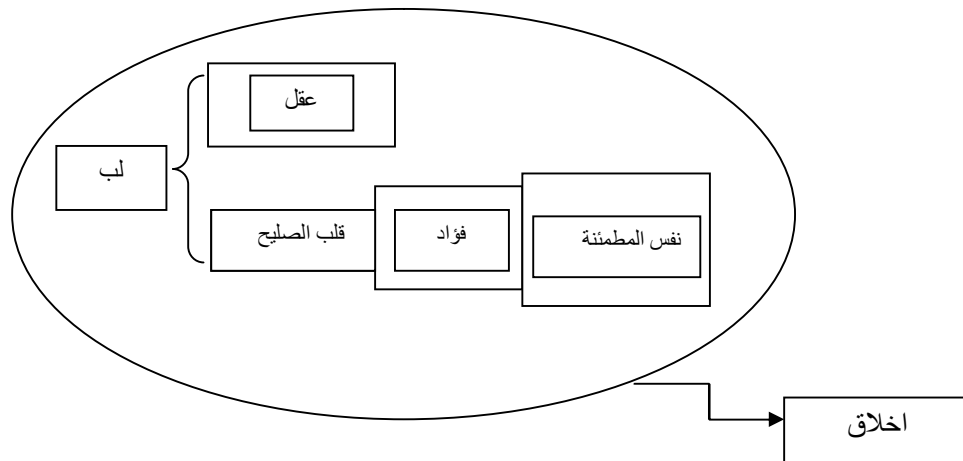 عقل
لب
نفس المطمئنة
فؤاد
قلب الصليح
اخلاق